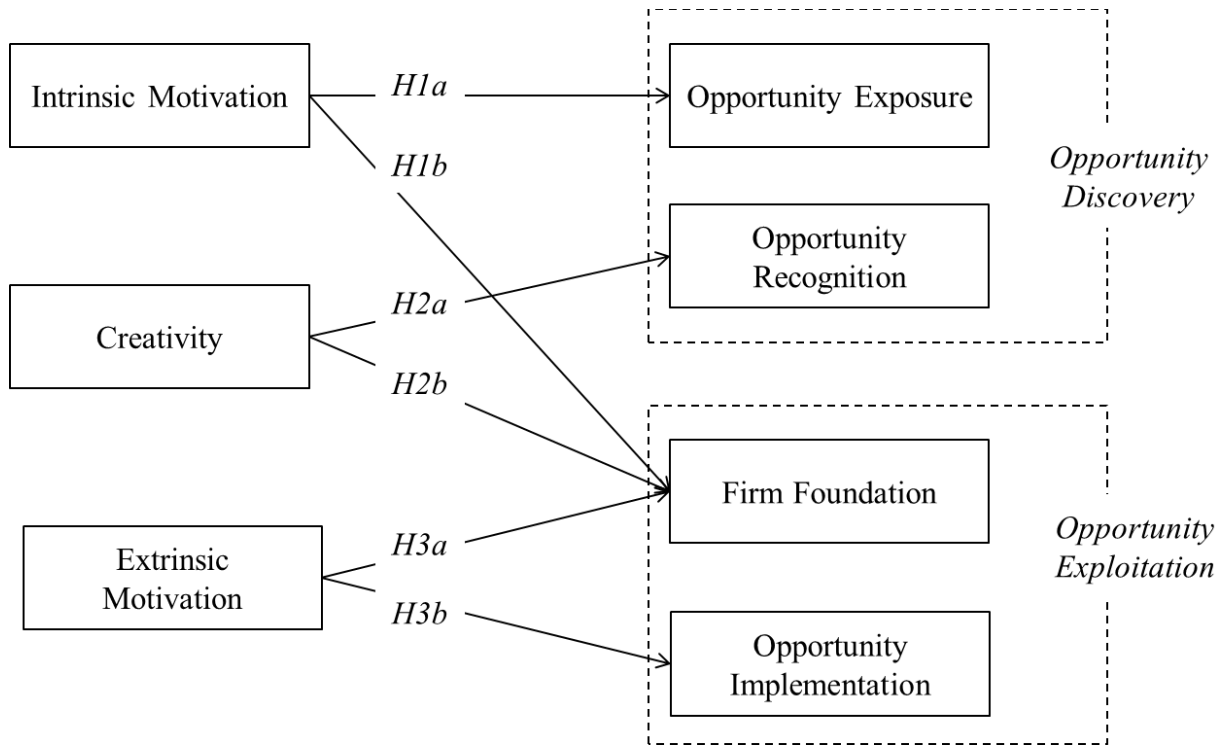 Intrinsic Motivation
H1a
Opportunity Exposure
H1b
Opportunity
Discovery
Opportunity
Recognition
Creativity
H2a
H2b
Firm Foundation
Extrinsic
Motivation
H3a
H3b
Opportunity
Exploitation
Opportunity
Implementation